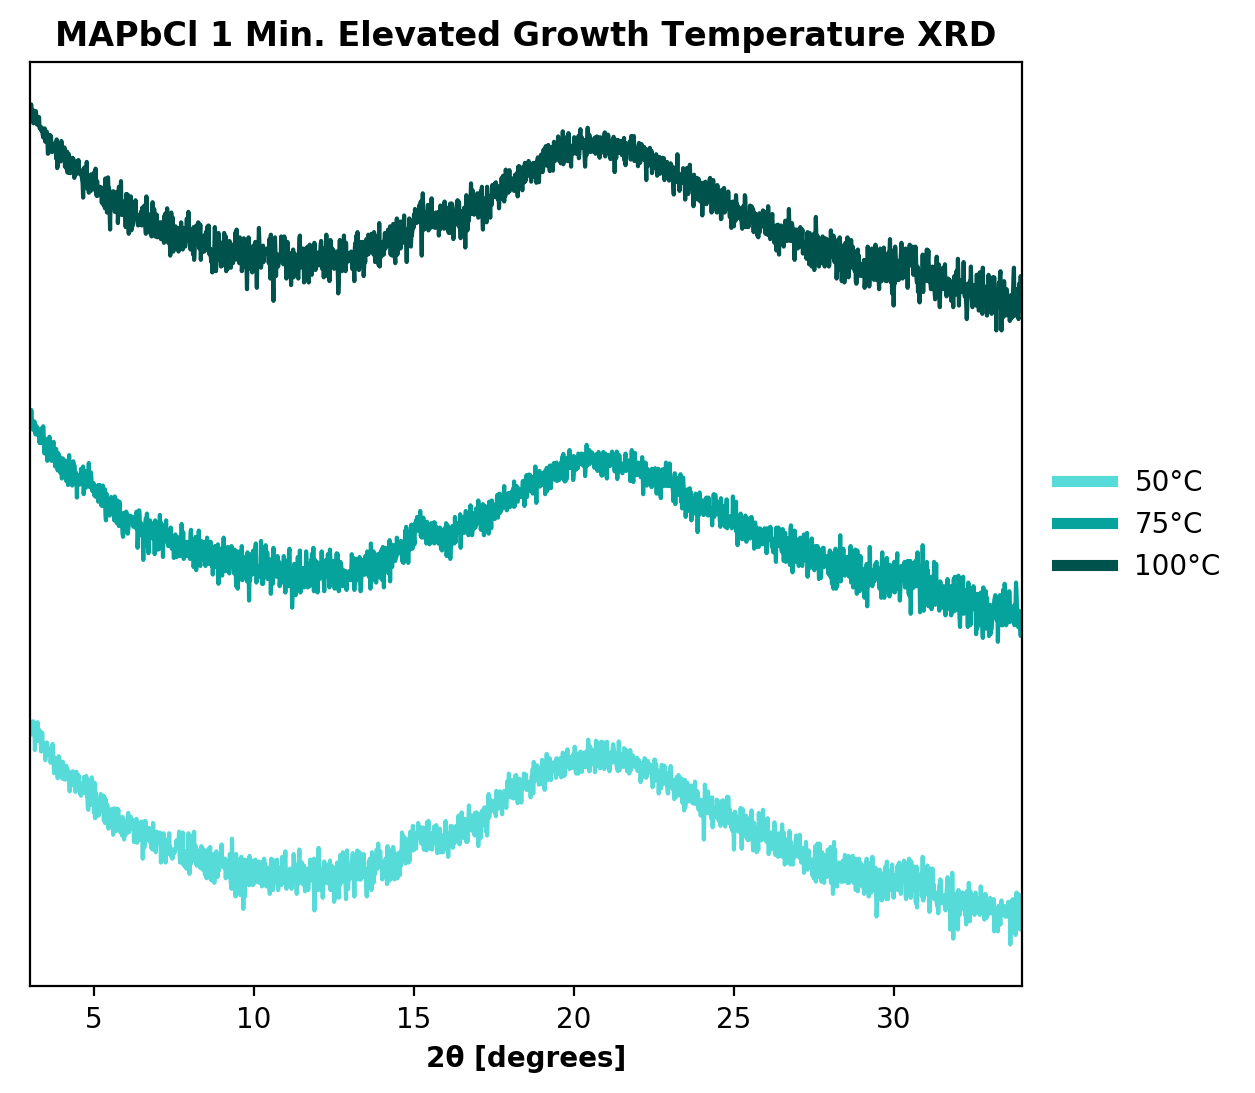 MAPbCl 1 Min. Elevated Growth Temperature XRD
50°C
75°C
100°C
5 10 15 20 25 30
2θ [degrees]